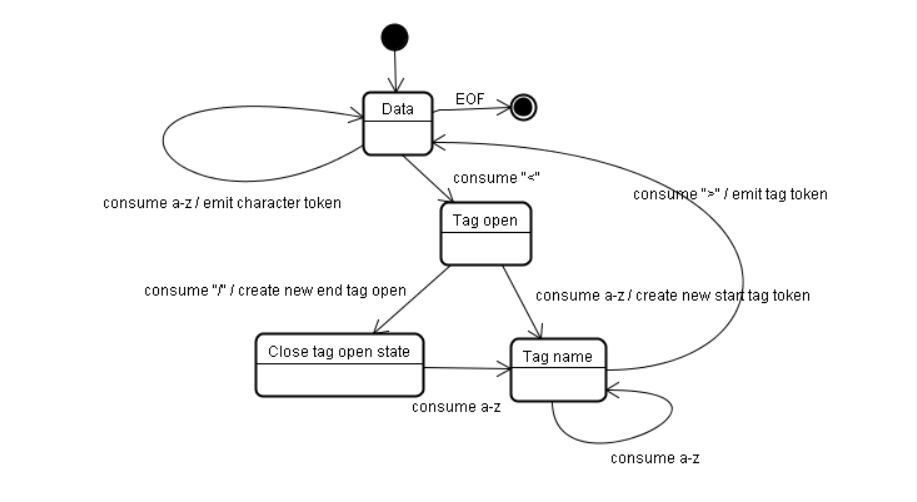 EOF
Data
consume "<"
consume ">" / emit tag token
consume a-z / emit character token
Tag open
consume "/" / create new end tag open
consume a-z / create new start tag token
Close tag open state
Tag name
consume a-z
consume a-z